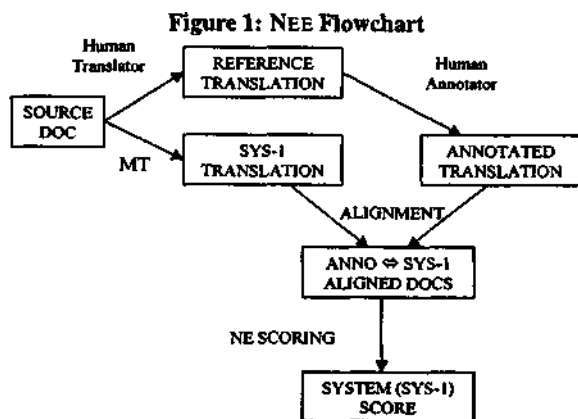 Figure 1: NEE Flowchart
Human
Translator
REFERENCE
TRANSLATION
Human
Annotator
SOURCE
DOC
MT
SYS-1
TRANSLATION
ANNOTATED
TRANSLATION
ALIGNMENT
ANNO ⇔ SYS-1
ALIGNED DOCS
NE SCORING
SYSTEM (SYS-1)
SCORE